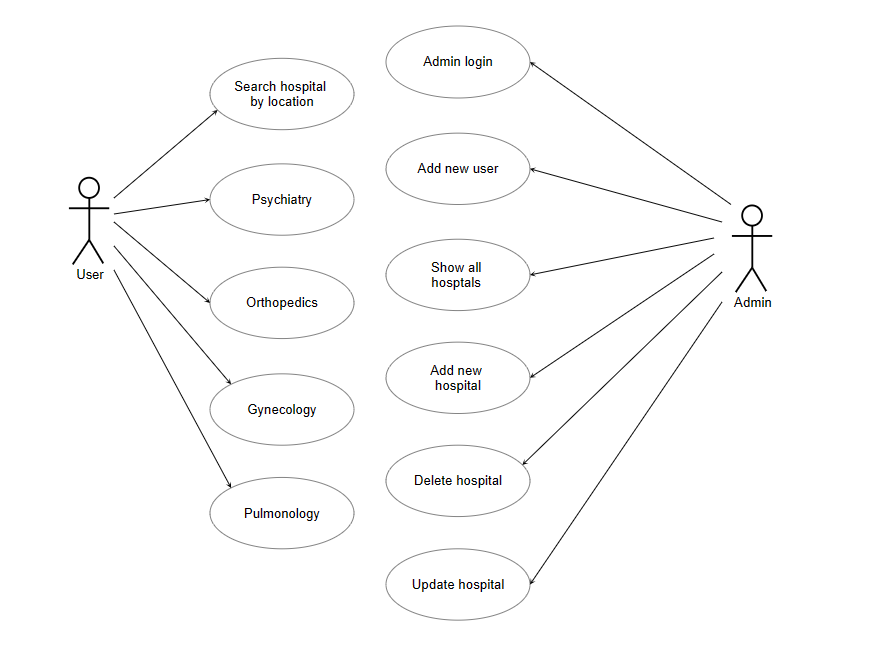 Admin login
Search hospital
by location
Add new user
Psychiatry
User
Show all
hosptals
Orthopedics
Admin
Add new
hospital
Gynecology
Delete hospital
Pulmonology
Update hospital